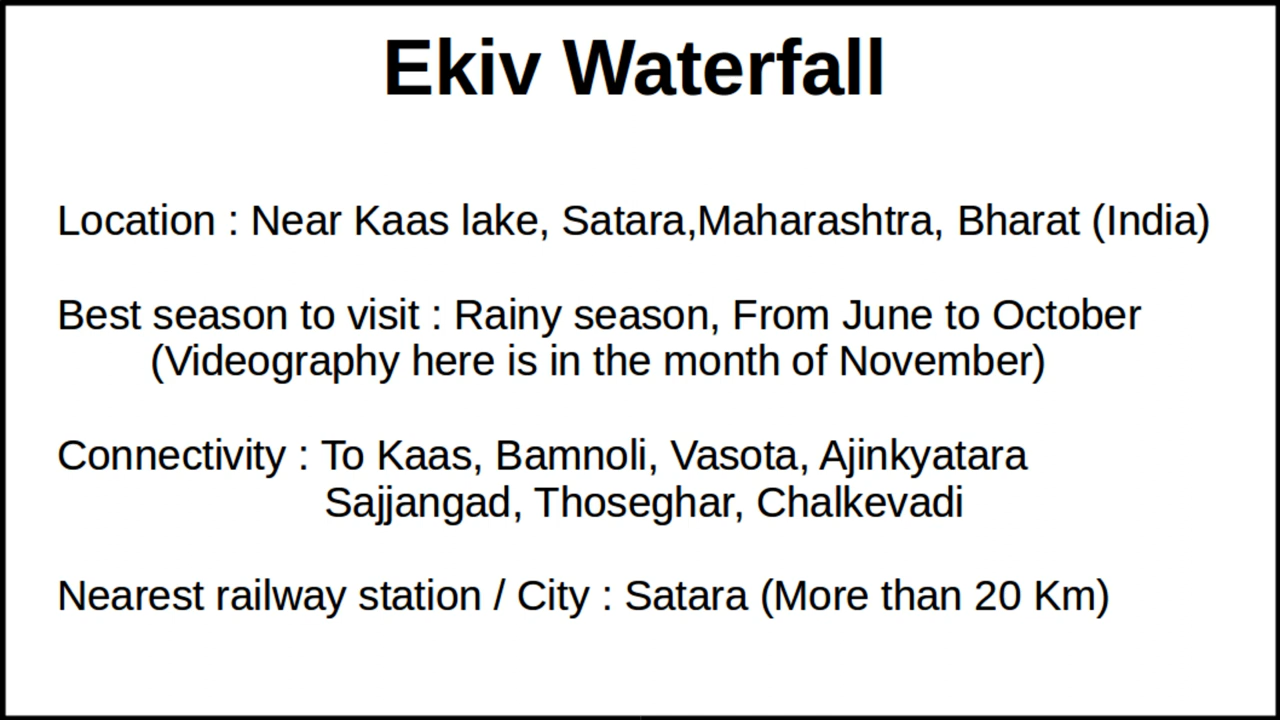 Ekiv Waterfall
Location : Near Kaas lake, Satara,Maharashtra, Bharat (India)
Best season to visit : Rainy season, From June to October
(Videography here is in the month of November)
Connectivity : To Kaas, Bamnoli, Vasota, Ajinkyatara
Sajjangad, Thoseghar, Chalkevadi
Nearest railway station / City : Satara (More than 20 Km)